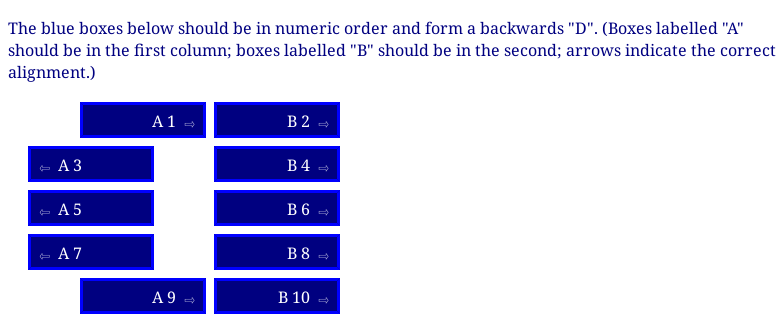 The blue boxes below should be in numeric order and form a backwards "D". (Boxes labelled "A"
should be in the first column; boxes labelled "B" should be in the second; arrows indicate the correct
alignment.)
A 1 ⇨ B 2 ⇨
⇦ A 3 B 4 ⇨
⇦ A 5 B 6 ⇨
⇦ A 7 B 8 ⇨
A 9 ⇨ B 10 ⇨